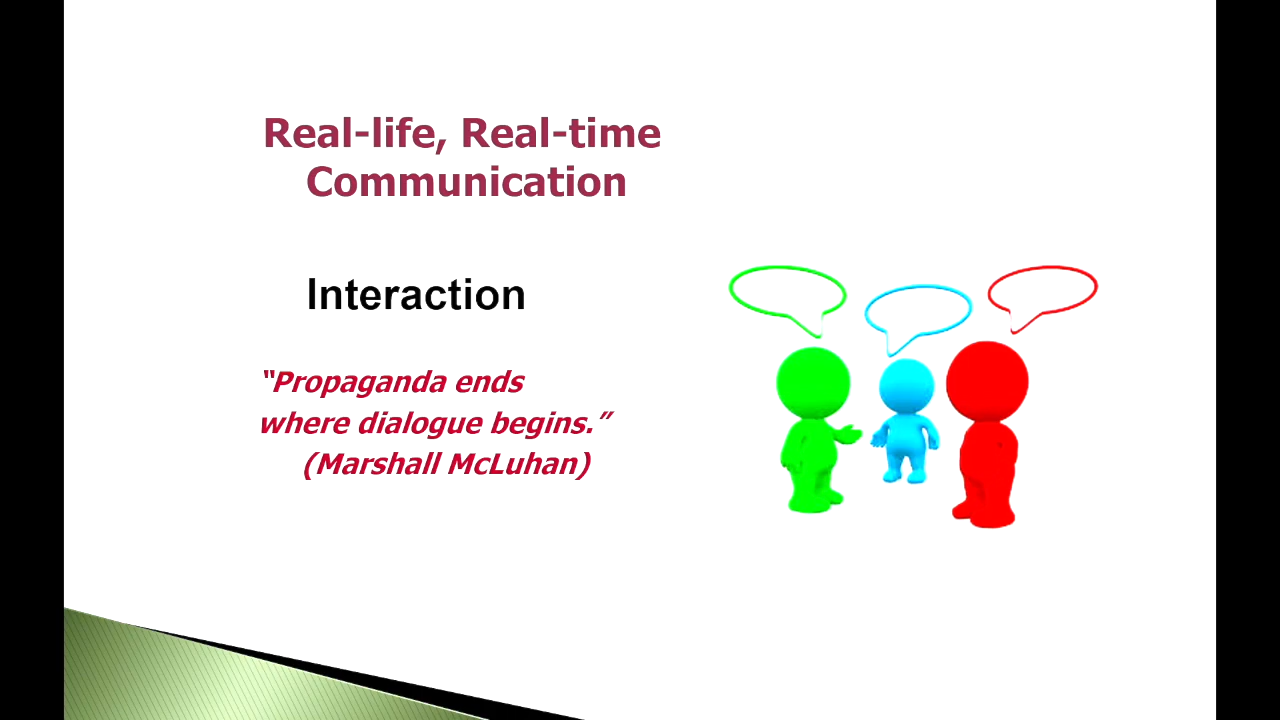 Real-life, Real-time
Communication
Interaction
“Propaganda ends
where dialogue begins.”
(Marshall McLuhan)